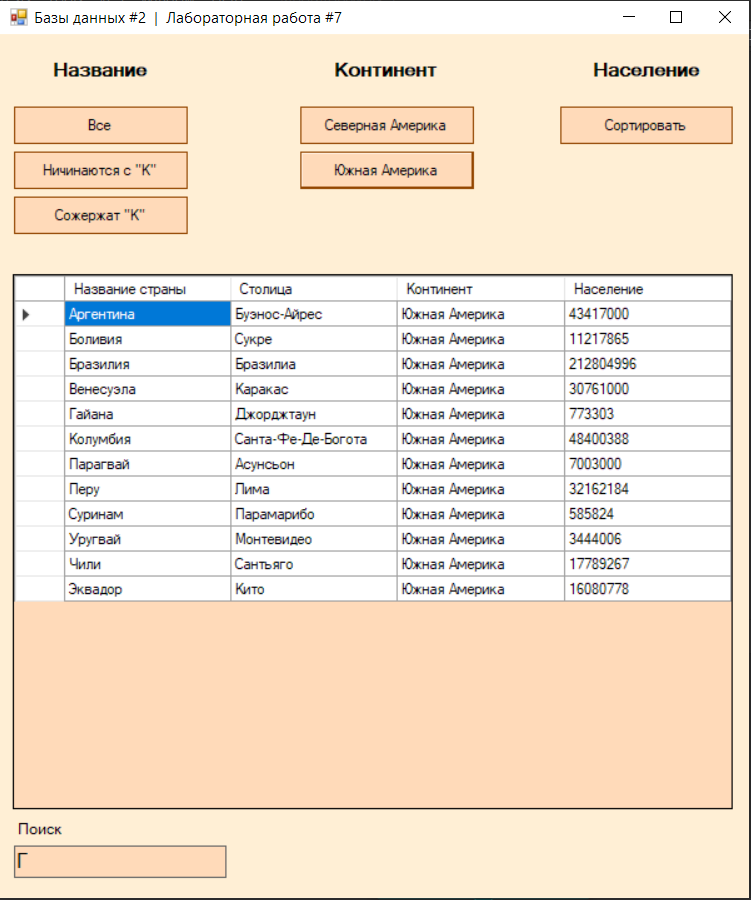 Базы данных #2 | Лабораторная работа #7
Название Континент Население
Все Северная Америка Сортировать
Ничинаются с "К" Южная Америка
Сожержат "К"
Название страны Столица Континент Население
Аргентина Буэнос-Айрес Южная Америка 43417000
Боливия Сукре Южная Америка 11217865
Бразилия Бразилиа Южная Америка 212804996
Венесуэла Каракас Южная Америка 30761000
Гайана Джорджтаун Южная Америка 773303
Колумбия Санта-Фе-Де-Богота Южная Америка 48400388
Парагвай Асунсьон Южная Америка 7003000
Перу Лима Южная Америка 32162184
Суринам Парамарибо Южная Америка 585824
Уругвай Монтевидео Южная Америка 3444006
Чили Сантьяго Южная Америка 17789267
Эквадор Кито Южная Америка 16080778
Поиск
Г